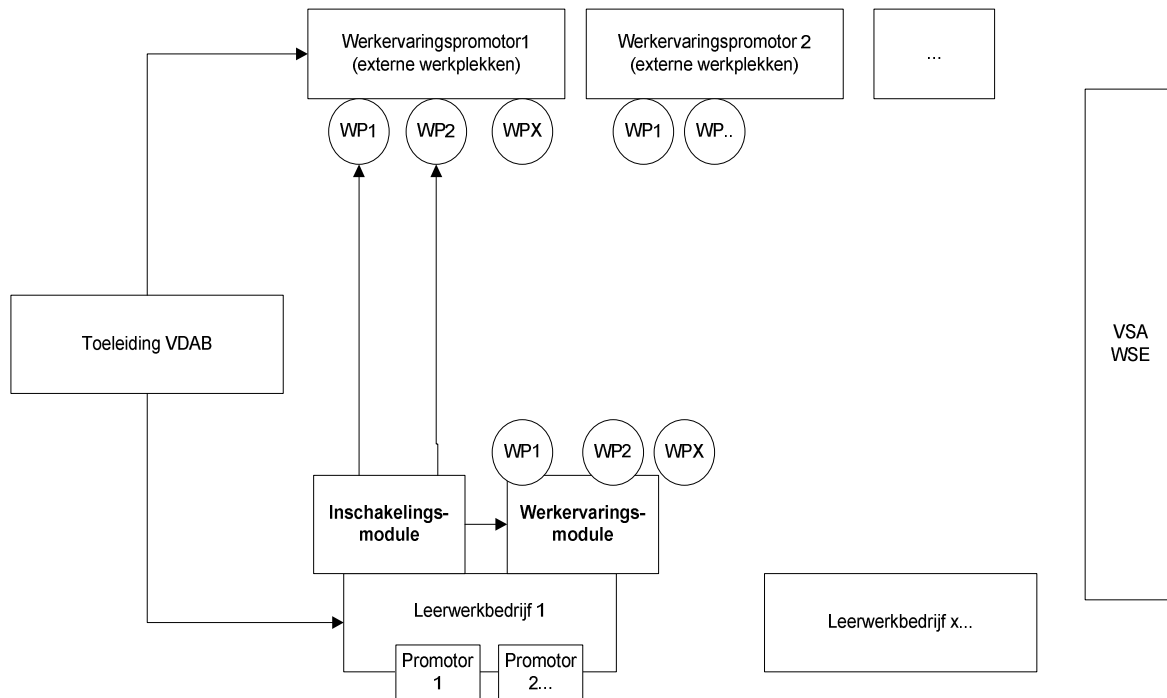 Werkervaringspromotor1
(externe werkplekken)
Werkervaringspromotor 2
(externe werkplekken)
...
WP1
WP2
WPX
WP1
WP..
Toeleiding VDAB
VSA
WSE
WP1
WP2
WPX
Inschakelings-
module
Werkervarings-
module
Leerwerkbedrijf 1
Leerwerkbedrijf x...
Promotor
1
Promotor
2...